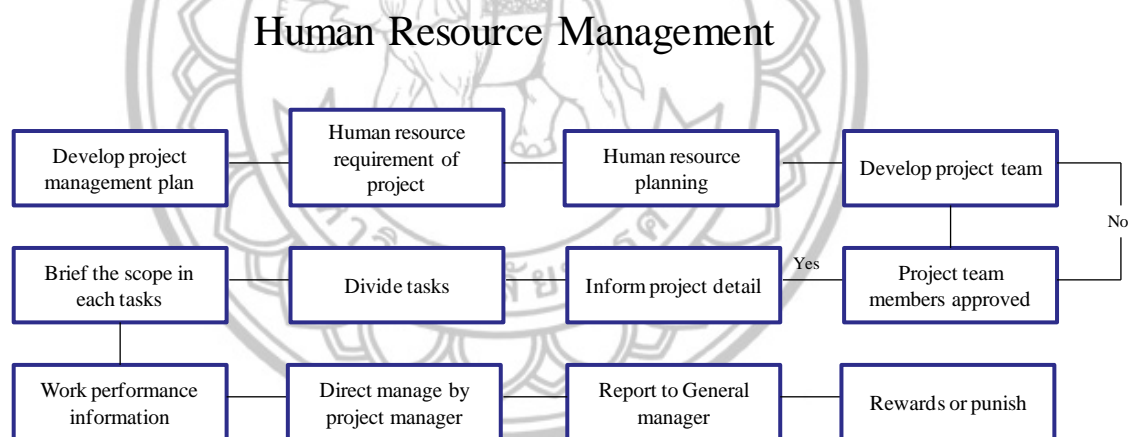 Human Resource Management
Develop project
management plan
Human resource
requirement of
project
Human resource
planning
Develop project team
No
Brief the scope in
each tasks
Divide tasks
Inform project detail
Yes
Project team
members approved
Work performance
information
Direct manage by
project manager
Report to General
manager
Rewards or punish